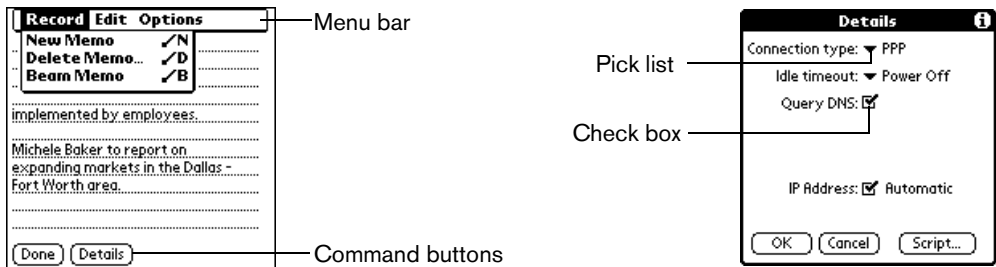 Record Edit Options
Menu bar
New Memo /N
Delete Memo... /D
Beam Memo /B
implemented by employees.
Michele Baker to report on
expanding markets in the Dallas -
Fort Worth area.
Done Details
Command buttons
Details i
Connection type: PPP
Pick list
Idle timeout: Power Off
Query DNS:
Check box
IP Address: Automatic
OK Cancel Script...